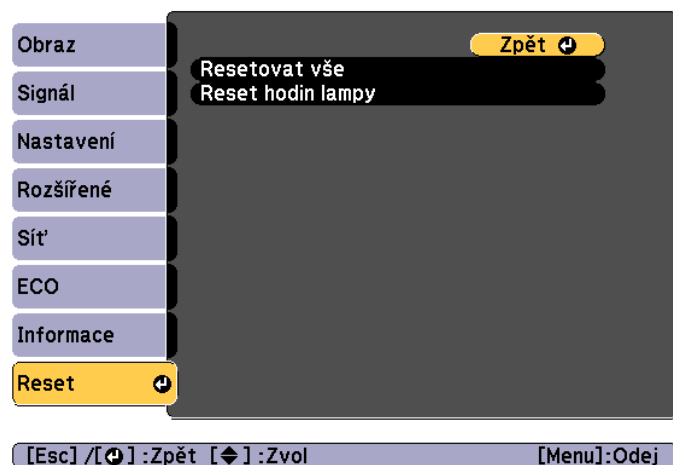 Obraz
Signál
Nastavení
Rozšířené
Síť
ECO
Informace
Reset
Zpět
Resetovat vše
Reset hodin lampy
[Esc] /[ ] :Zpět [ ] :Zvol [Menu]:Odej